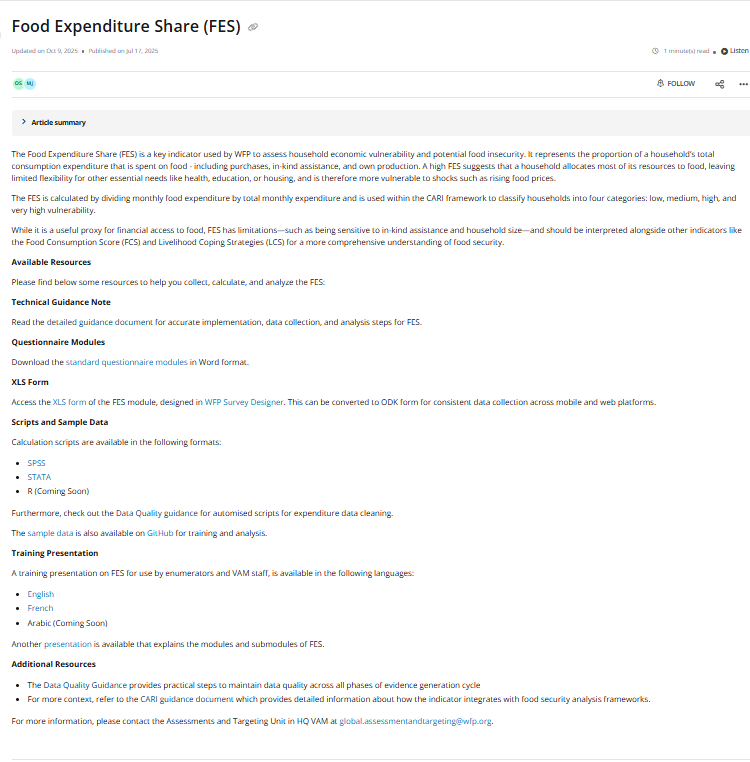 Food Expenditure Share (FES)
Updated on Oct 9, 2025 • Published on Jul 17, 2025
1 minute(s) read • Listen
DS MJ
FOLLOW
Article summary
The Food Expenditure Share (FES) is a key indicator used by WFP to assess household economic vulnerability and potential food insecurity. It represents the proportion of a household's total
consumption expenditure that is spent on food - including purchases, in-kind assistance, and own production. A high FES suggests that a household allocates most of its resources to food, leaving
limited flexibility for other essential needs like health, education, or housing, and is therefore more vulnerable to shocks such as rising food prices.
The FES is calculated by dividing monthly food expenditure by total monthly expenditure and is used within the CARI framework to classify households into four categories: low, medium, high, and
very high vulnerability.
While it is a useful proxy for financial access to food, FES has limitations—such as being sensitive to in-kind assistance and household size—and should be interpreted alongside other indicators like
the Food Consumption Score (FCS) and Livelihood Coping Strategies (LCS) for a more comprehensive understanding of food security.
Available Resources
Please find below some resources to help you collect, calculate, and analyze the FES:
Technical Guidance Note
Read the detailed guidance document for accurate implementation, data collection, and analysis steps for FES.
Questionnaire Modules
Download the standard questionnaire modules in Word format.
XLS Form
Access the XLS form of the FES module, designed in WFP Survey Designer. This can be converted to ODK form for consistent data collection across mobile and web platforms.
Scripts and Sample Data
Calculation scripts are available in the following formats:
• SPSS
• STATA
• R (Coming Soon)
Furthermore, check out the Data Quality guidance for automised scripts for expenditure data cleaning.
The sample data is also available on GitHub for training and analysis.
Training Presentation
A training presentation on FES for use by enumerators and VAM staff, is available in the following languages:
• English
• French
• Arabic (Coming Soon)
Another presentation is available that explains the modules and submodules of FES.
Additional Resources
• The Data Quality Guidance provides practical steps to maintain data quality across all phases of evidence generation cycle
• For more context, refer to the CARI guidance document which provides detailed information about how the indicator integrates with food security analysis frameworks.
For more information, please contact the Assessments and Targeting Unit in HQ VAM at global.assessmentandtargeting@wfp.org.